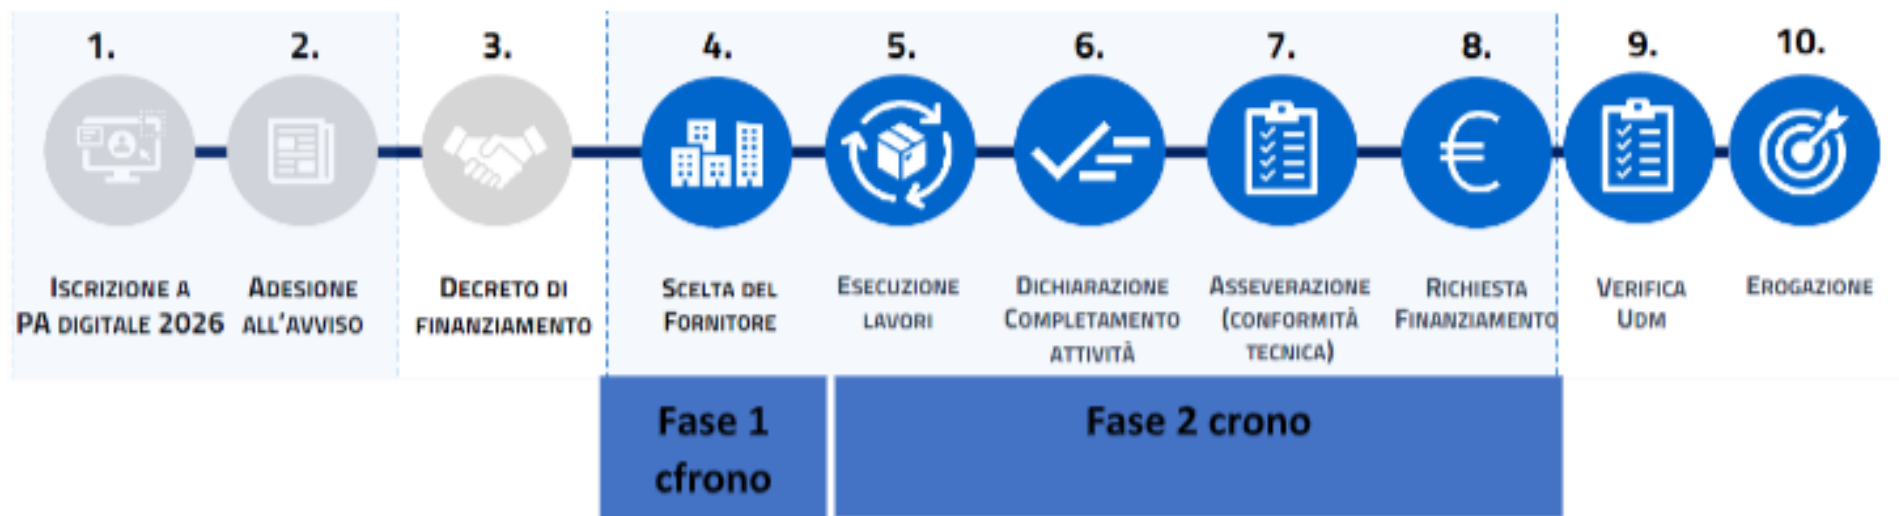 1.
2.
3.
4.
5.
6.
7.
8.
9.
10.
ISCRIZIONE A
PA DIGITALE 2026
ADESIONE
ALL'AVVISO
DECRETO DI
FINANZIAMENTO
SCELTA DEL
FORNITORE
ESECUZIONE
LAVORI
DICHIARAZIONE
COMPLETAMENTO
ATTIVITÀ
ASSEVERAZIONE
(CONFORMITÀ
TECNICA)
RICHIESTA
FINANZIAMENTO
VERIFICA
UDM
EROGAZIONE
Fase 1
cfrono
Fase 2 crono